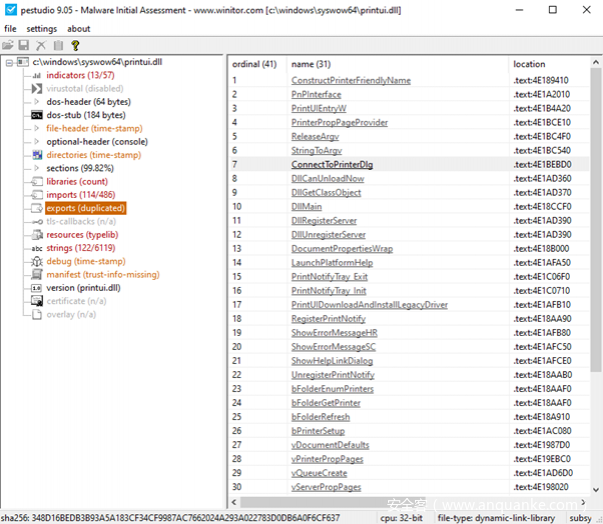 pestudio 9.05 - Malware Initial Assessment - www.winitor.com [c:\windows\syswow64\printui.dll]
file settings about
c:\windows\syswow64\printui.dll
indicators (13/57)
virustotal (disabled)
dos-header (64 bytes)
dos-stub (184 bytes)
file-header (time-stamp)
optional-header (console)
directories (time-stamp)
sections (99.82%)
libraries (count)
imports (114/486)
exports (duplicated)
tls-callbacks (n/a)
resources (typelib)
abc strings (122/6119)
debug (time-stamp)
manifest (trust-info-missing)
1.0 version (printui.dll)
certificate (n/a)
overlay (n/a)
ordinal (41) name (31) location
1 ConstructPrinterFriendlyName .text:4E189410
2 PnPInterface .text:4E1A2010
3 PrintUIEntryW .text:4E1B4A20
4 PrinterPropPageProvider .text:4E1BCE10
5 ReleaseArgv .text:4E1BC4F0
6 StringToArgv .text:4E1BC540
7 ConnectToPrinterDlg .text:4E1BEBD0
8 DllCanUnloadNow .text:4E1AD360
9 DllGetClassObject .text:4E1AD370
10 DllMain .text:4E18CCF0
11 DllRegisterServer .text:4E1AD390
12 DllUnregisterServer .text:4E1AD390
13 DocumentPropertiesWrap .text:4E18B000
14 LaunchPlatformHelp .text:4E1AFA50
15 PrintNotifyTray_Exit .text:4E1C06F0
16 PrintNotifyTray_Init .text:4E1C0710
17 PrintUIDownloadAndInstallLegacyDriver .text:4E1AFB10
18 RegisterPrintNotify .text:4E18AA90
19 ShowErrorMessageHR .text:4E1AFB80
20 ShowErrorMessageSC .text:4E1AFC50
21 ShowHelpLinkDialog .text:4E1AFCE0
22 UnregisterPrintNotify .text:4E18AAB0
23 bFolderEnumPrinters .text:4E18AAF0
24 bFolderGetPrinter .text:4E18AAF0
25 bFolderRefresh .text:4E18A910
26 bPrinterSetup .text:4E1AC080
27 vDocumentDefaults .text:4E1987D0
28 vPrinterPropPages .text:4E19EBC0
29 vQueueCreate .text:4E1AD6D0
30 vServerPropPages .text:4E198020
安全客 ( www.anquanke.com )
sha256: 348D16BEDB3B93A5A183CF34CF9987AC7662024A293A022783D0DB6A0F6CF637 cpu: 32-bit file-type: dynamic-link-library subsy